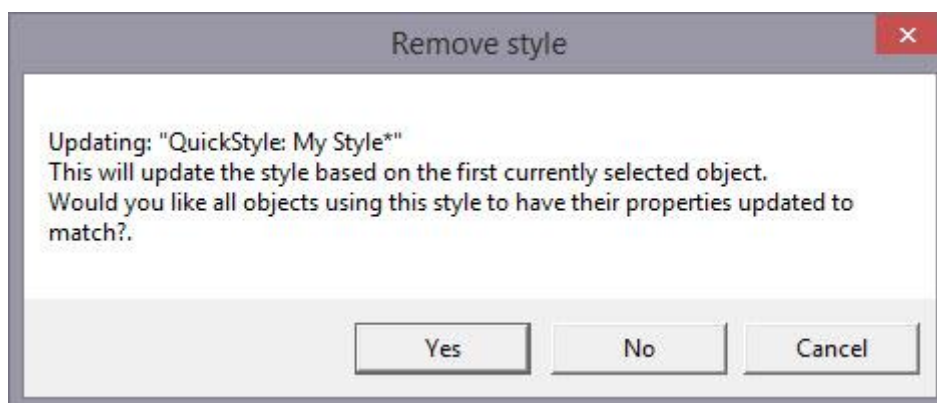 Remove style
Updating: "QuickStyle: My Style*"
This will update the style based on the first currently selected object.
Would you like all objects using this style to have their properties updated to
match?.
Yes No Cancel